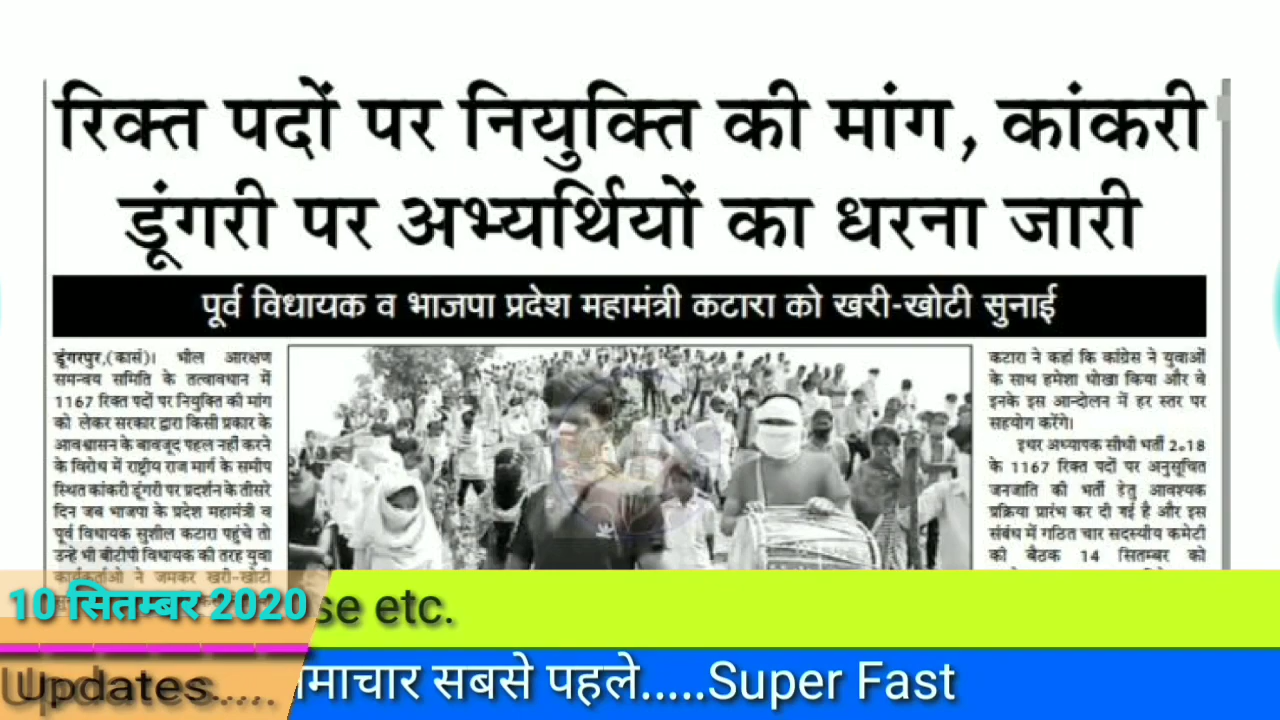 रिक्त पदों पर नियुक्ति की मांग, कांकरी
डूंगरी पर अभ्यर्थियों का धरना जारी
पूर्व विधायक व भाजपा प्रदेश महामंत्री कटारा को खरी-खोटी सुनाई
डूंगरपुर,(कासं)। भील आरक्षण
समन्वय समिति के तत्वावधान में
1167 रिक्त पदों पर नियुक्ति की मांग
को लेकर सरकार द्वारा किसी प्रकार के
आवश्वासन के बावजूद पहल नहीं करने
के विरोध में राष्ट्रीय राज मार्ग के समीप
स्थित कांकरी डूंगरी पर प्रदर्शन के तीसरे
दिन जब भाजपा के प्रदेश महामंत्री व
पूर्व विधायक सुशील कटारा पहुंचे तो
उन्हे भी बीटीपी विधायक की तरह युवा
कार्यकर्ताओ ने जमकर खरी-खोटी
कटारा ने कहां कि कांग्रेस ने युवाओं
के साथ हमेशा धोखा किया और वे
इनके इस आन्दोलन में हर स्तर पर
सहयोग करेंगे।
इधर अध्यापक सीधी भर्ती 2०18
के 1167 रिक्त पदों पर अनुसूचित
जनजाति की भर्ती हेतु आवश्यक
प्रक्रिया प्रारंभ कर दी गई है और इस
संबंध में गठित चार सदस्यीय कमेटी
की बैठक 14 सितम्बर को
10 सितम्बर 2020
se etc.
Updates....
माचार सबसे पहले.....Super Fast